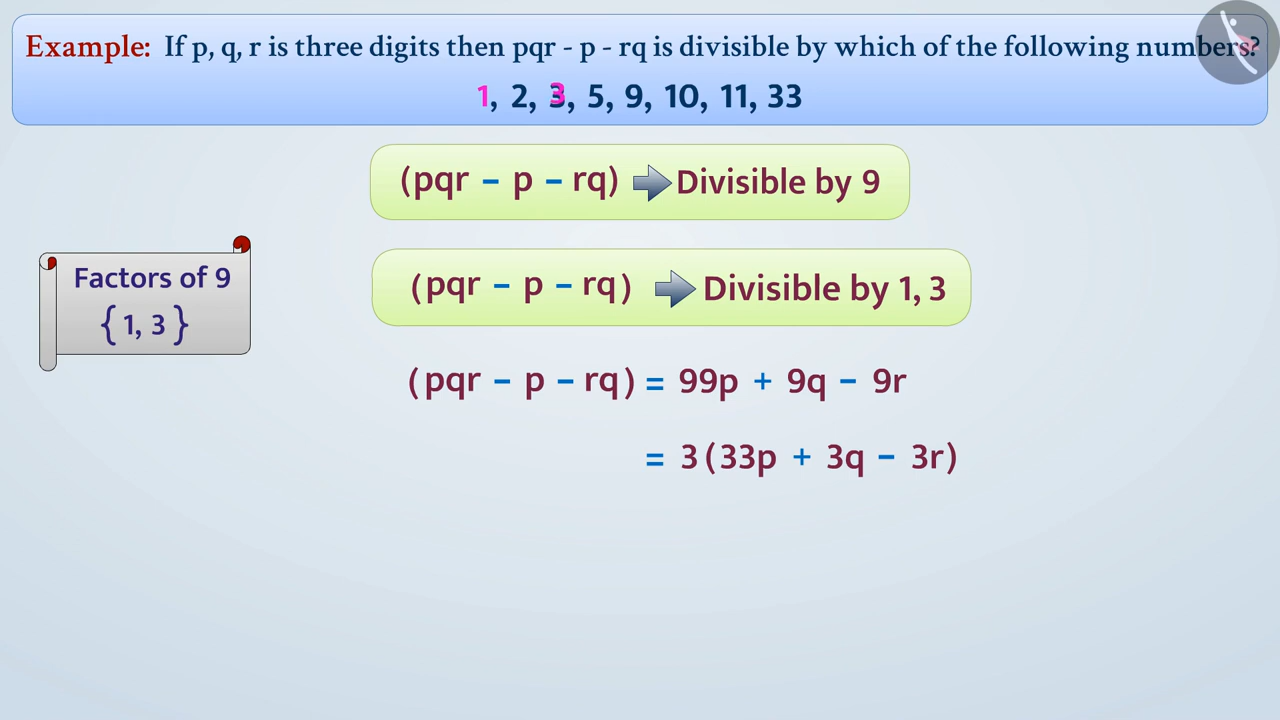 Example: If p, q, r is three digits then pqr - p - rq is divisible by which of the following numbers?
1, 2, 3, 5, 9, 10, 11, 33
(pqr – p – rq) Divisible by 9
Factors of 9
{ 1, 3 }
(pqr – p – rq) Divisible by 1, 3
(pqr – p – rq) = 99p + 9q – 9r
= 3(33p + 3q – 3r)